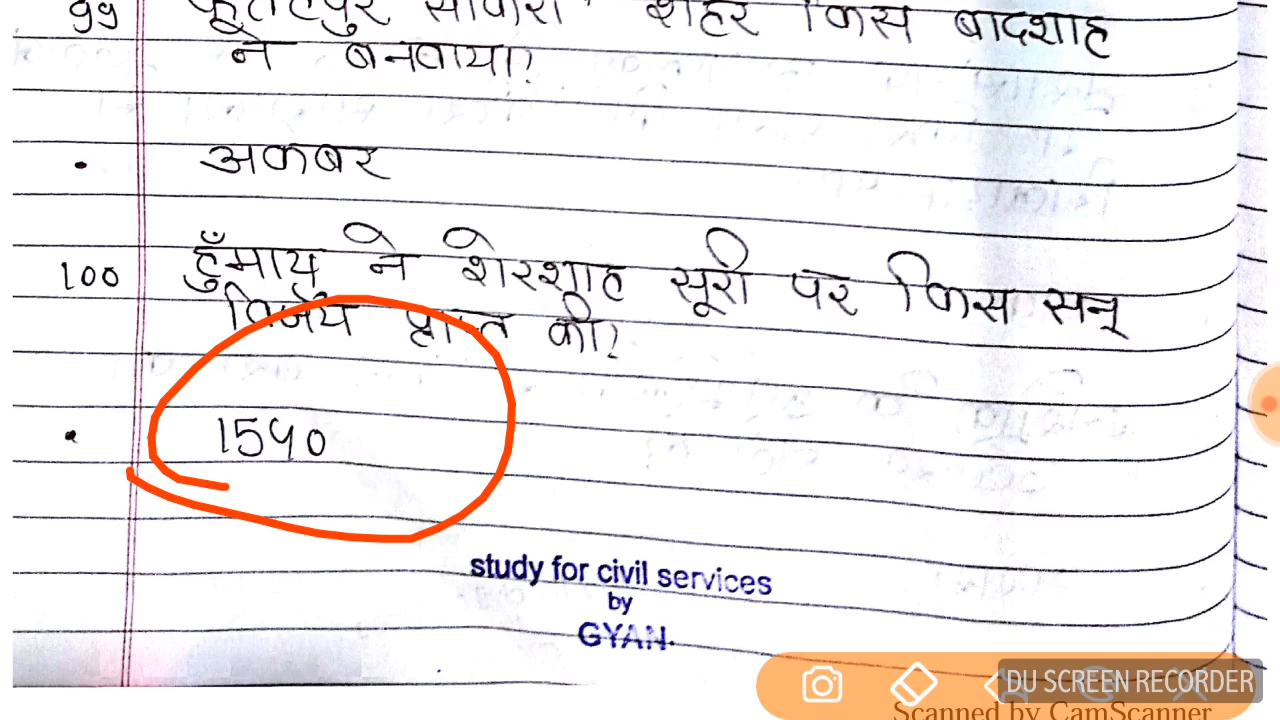 99 फतेहपुर सीकरी शहर किस बादशाह
ने बनवाया?
• अकबर
100 हुँमाय ने शेरशाह सूरी पर किस सन्
विजय प्राप्त की?
• 1540
study for civil services
by
GYAN.
DU SCREEN RECORDER
Scanned by CamScanner